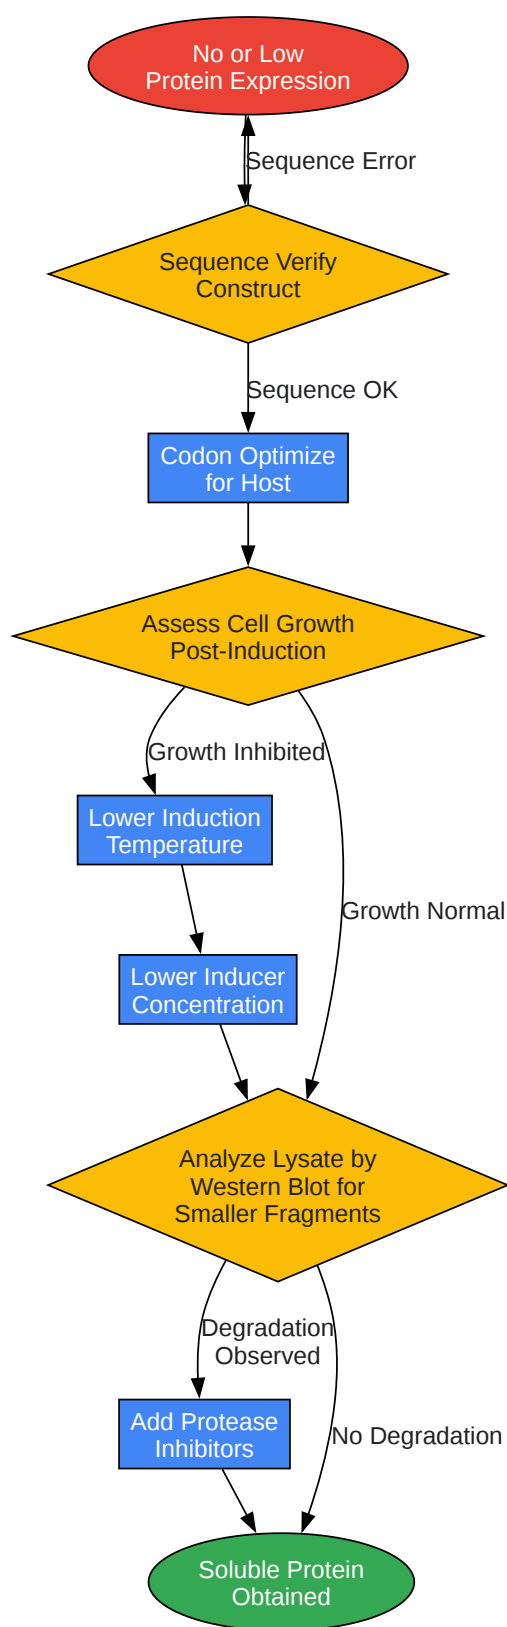 No or Low
Protein Expression
Sequence Error
Sequence Verify
Construct
Sequence OK
Codon Optimize
for Host
Assess Cell Growth
Post-Induction
Growth Inhibited
Lower Induction
Temperature
Growth Normal
Lower Inducer
Concentration
Analyze Lysate by
Western Blot for
Smaller Fragments
Degradation
Observed
Add Protease
Inhibitors
No Degradation
Soluble Protein
Obtained